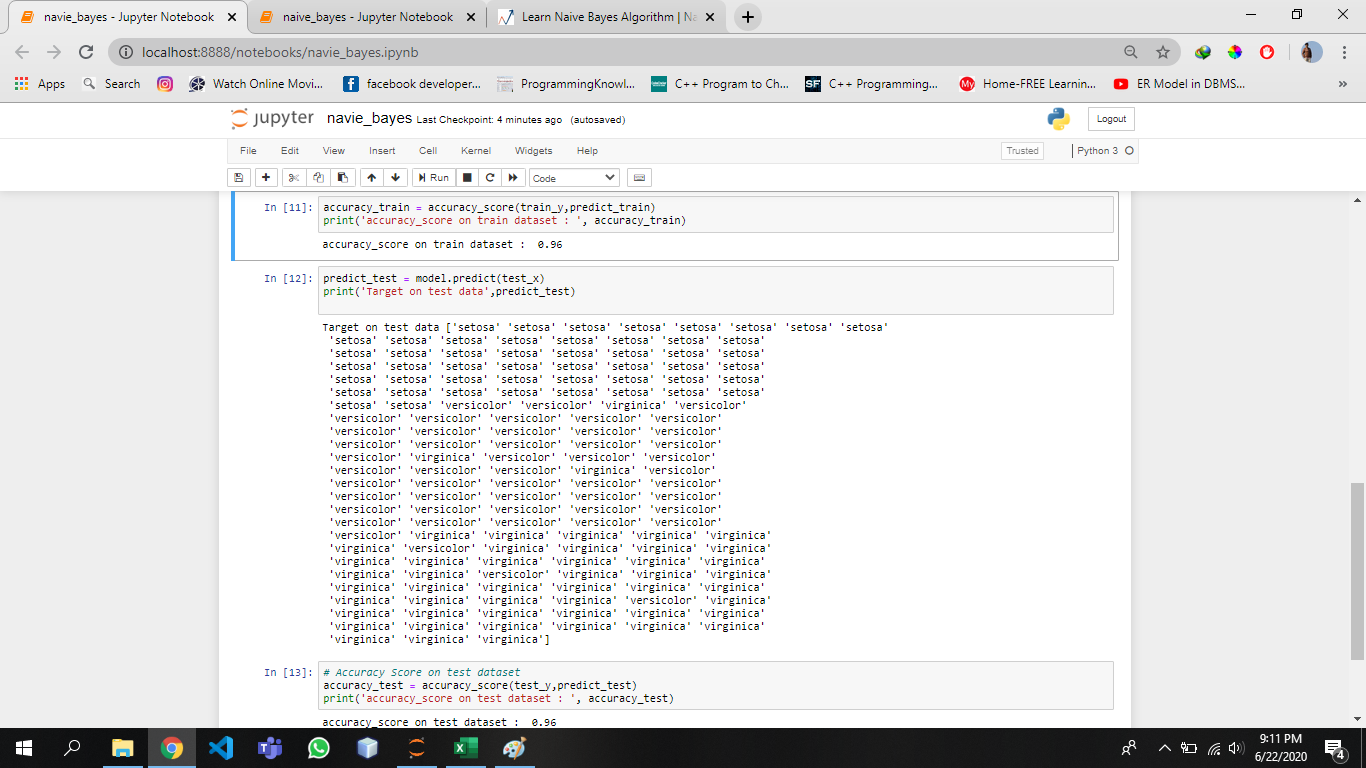 navie_bayes - Jupyter Notebook
naive_bayes - Jupyter Notebook
Learn Naive Bayes Algorithm | Na
localhost:8888/notebooks/navie_bayes.ipynb
Apps Search Watch Online Movi... facebook developer... ProgrammingKnowl... C++ Program to Ch... SF C++ Programming... My Home-FREE Learnin... ER Model in DBMS...
jupyter navie_bayes Last Checkpoint: 4 minutes ago (autosaved)
Logout
File Edit View Insert Cell Kernel Widgets Help
Trusted Python 3
Run Code
In [11]: accuracy_train = accuracy_score(train_y,predict_train)
print('accuracy_score on train dataset : ', accuracy_train)
accuracy_score on train dataset :  0.96
In [12]: predict_test = model.predict(test_x)
print('Target on test data',predict_test)
Target on test data ['setosa' 'setosa' 'setosa' 'setosa' 'setosa' 'setosa' 'setosa' 'setosa'
'setosa' 'setosa' 'setosa' 'setosa' 'setosa' 'setosa' 'setosa' 'setosa'
'setosa' 'setosa' 'setosa' 'setosa' 'setosa' 'setosa' 'setosa' 'setosa'
'setosa' 'setosa' 'setosa' 'setosa' 'setosa' 'setosa' 'setosa' 'setosa'
'setosa' 'setosa' 'setosa' 'setosa' 'setosa' 'setosa' 'setosa' 'setosa'
'setosa' 'setosa' 'setosa' 'setosa' 'setosa' 'setosa' 'setosa' 'setosa'
'setosa' 'setosa' 'versicolor' 'versicolor' 'virginica' 'versicolor'
'versicolor' 'versicolor' 'versicolor' 'versicolor' 'versicolor'
'versicolor' 'versicolor' 'versicolor' 'versicolor' 'versicolor'
'versicolor' 'versicolor' 'versicolor' 'versicolor' 'versicolor'
'versicolor' 'virginica' 'versicolor' 'versicolor' 'versicolor'
'versicolor' 'versicolor' 'versicolor' 'virginica' 'versicolor'
'versicolor' 'versicolor' 'versicolor' 'versicolor' 'versicolor'
'versicolor' 'versicolor' 'versicolor' 'versicolor' 'versicolor'
'versicolor' 'versicolor' 'versicolor' 'versicolor' 'versicolor'
'versicolor' 'versicolor' 'versicolor' 'versicolor' 'versicolor'
'versicolor' 'virginica' 'virginica' 'virginica' 'virginica' 'virginica'
'virginica' 'versicolor' 'virginica' 'virginica' 'virginica' 'virginica'
'virginica' 'virginica' 'virginica' 'virginica' 'virginica' 'virginica'
'virginica' 'virginica' 'versicolor' 'virginica' 'virginica' 'virginica'
'virginica' 'virginica' 'virginica' 'virginica' 'virginica' 'virginica'
'virginica' 'virginica' 'virginica' 'virginica' 'versicolor' 'virginica'
'virginica' 'virginica' 'virginica' 'virginica' 'virginica' 'virginica'
'virginica' 'virginica' 'virginica' 'virginica' 'virginica' 'virginica'
'virginica' 'virginica' 'virginica']
In [13]: # Accuracy Score on test dataset
accuracy_test = accuracy_score(test_y,predict_test)
print('accuracy_score on test dataset : ', accuracy_test)
accuracy_score on test dataset :  0.96
9:11 PM
6/22/2020
4